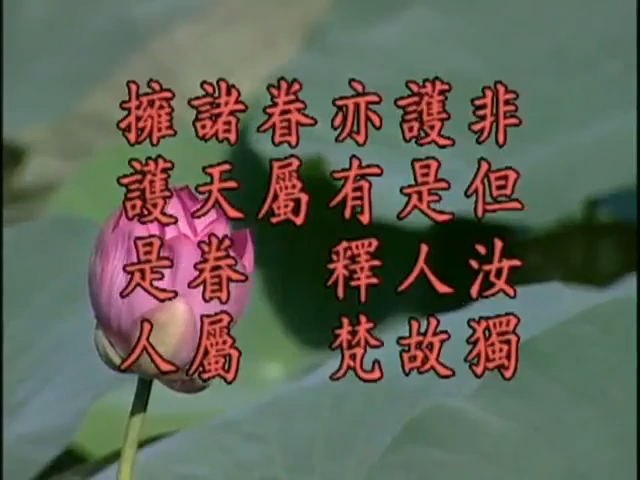 非但汝獨
護是人故
亦有釋梵
眷屬
諸天眷屬
擁護是人